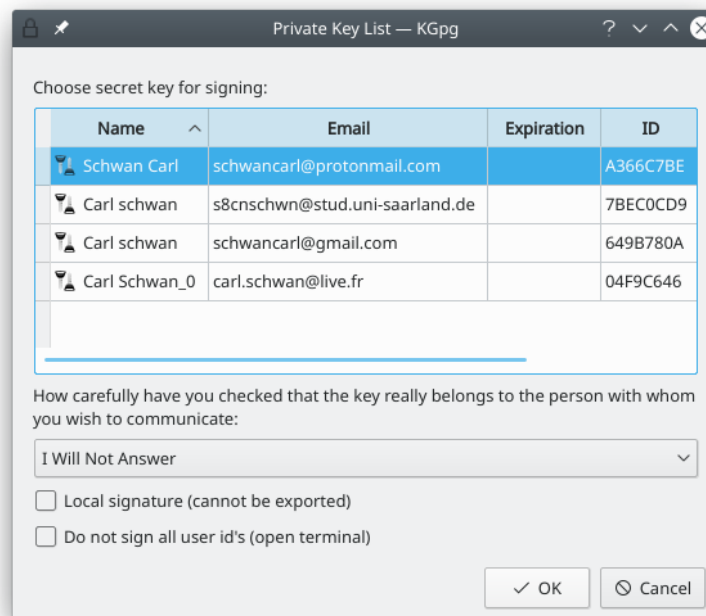 Private Key List — KGpg
Choose secret key for signing:
Name Email Expiration ID
Schwan Carl schwancarl@protonmail.com A366C7BE
Carl schwan s8cnschwn@stud.uni-saarland.de 7BEC0CD9
Carl schwan schwancarl@gmail.com 649B780A
Carl Schwan_0 carl.schwan@live.fr 04F9C646
How carefully have you checked that the key really belongs to the person with whom
you wish to communicate:
I Will Not Answer
Local signature (cannot be exported)
Do not sign all user id's (open terminal)
OK Cancel